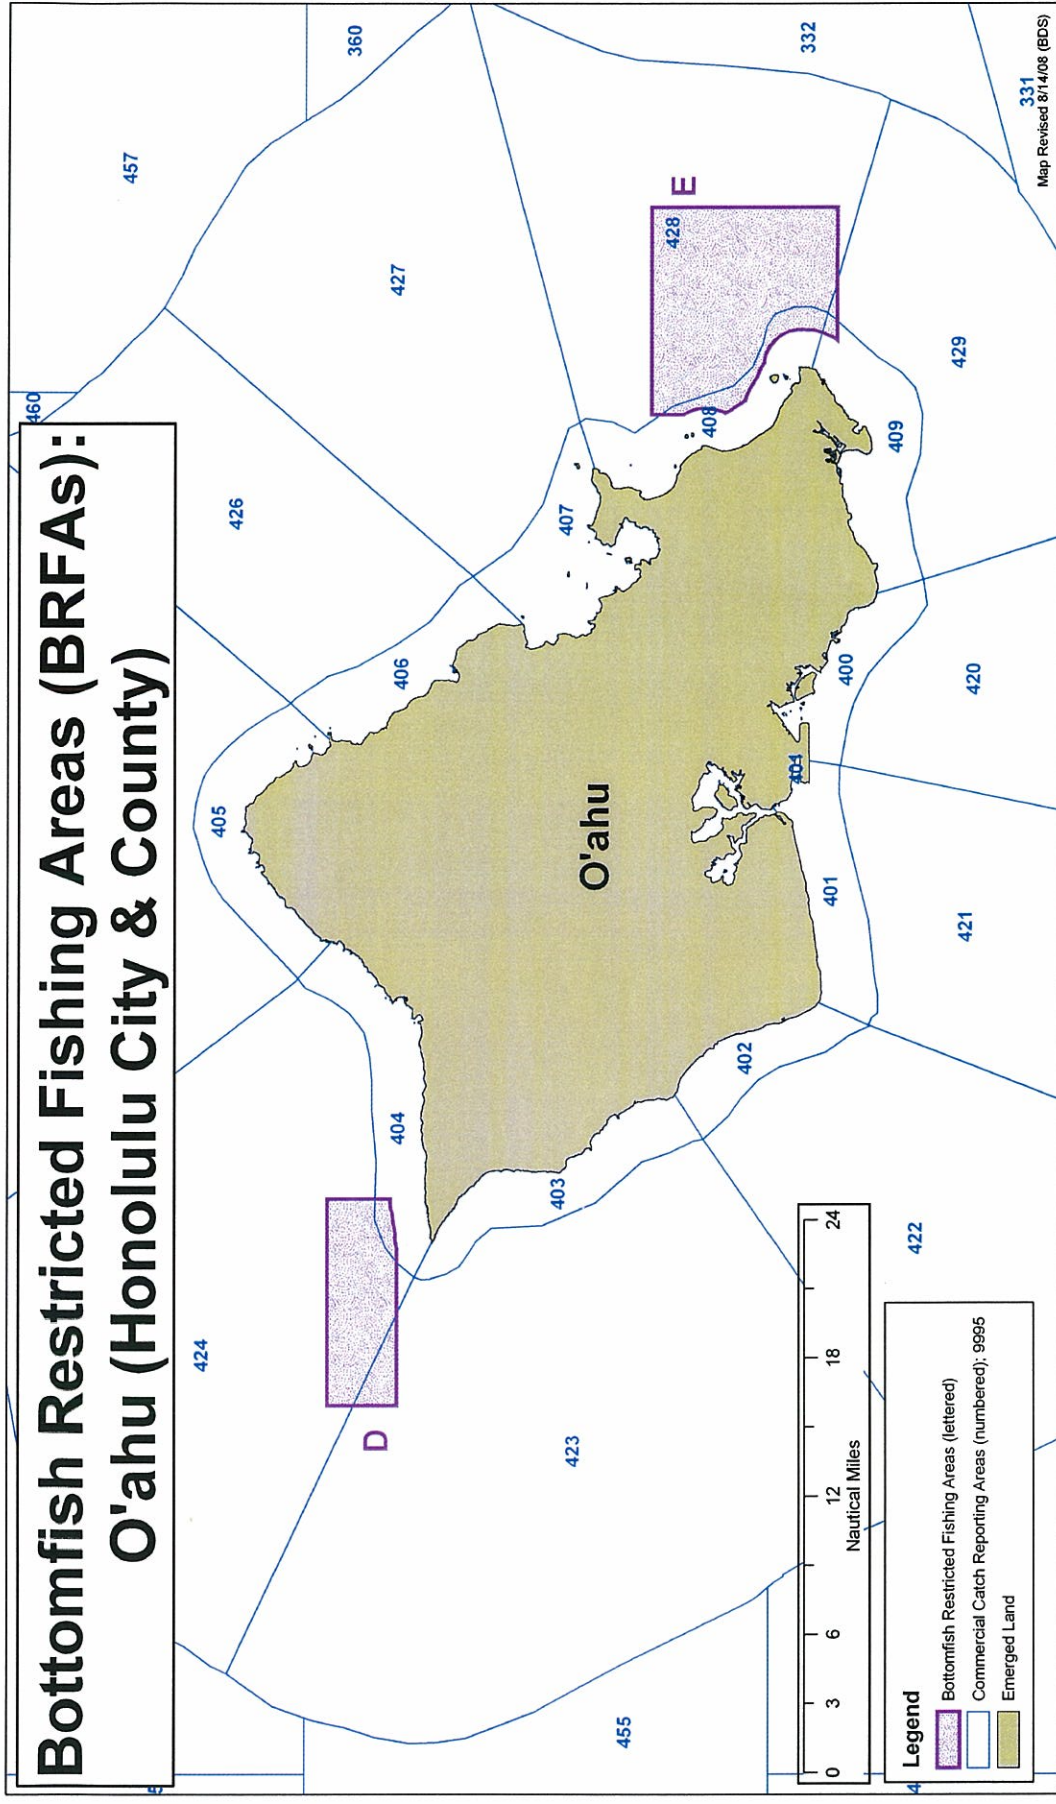 Bottomfish Restricted Fishing Areas (BRFAs):
O'ahu (Honolulu City & County)
460
457
360
426
427
424
405
406
404
407
E
428
332
D
423
403
408
O'ahu
402
401
401
400
409
429
331
455
422
421
420
0 3 6 12 18 24
Nautical Miles
Legend
Bottomfish Restricted Fishing Areas (lettered)
Commercial Catch Reporting Areas (numbered); 9995
Emerged Land
Map Revised 8/14/08 (BDS)